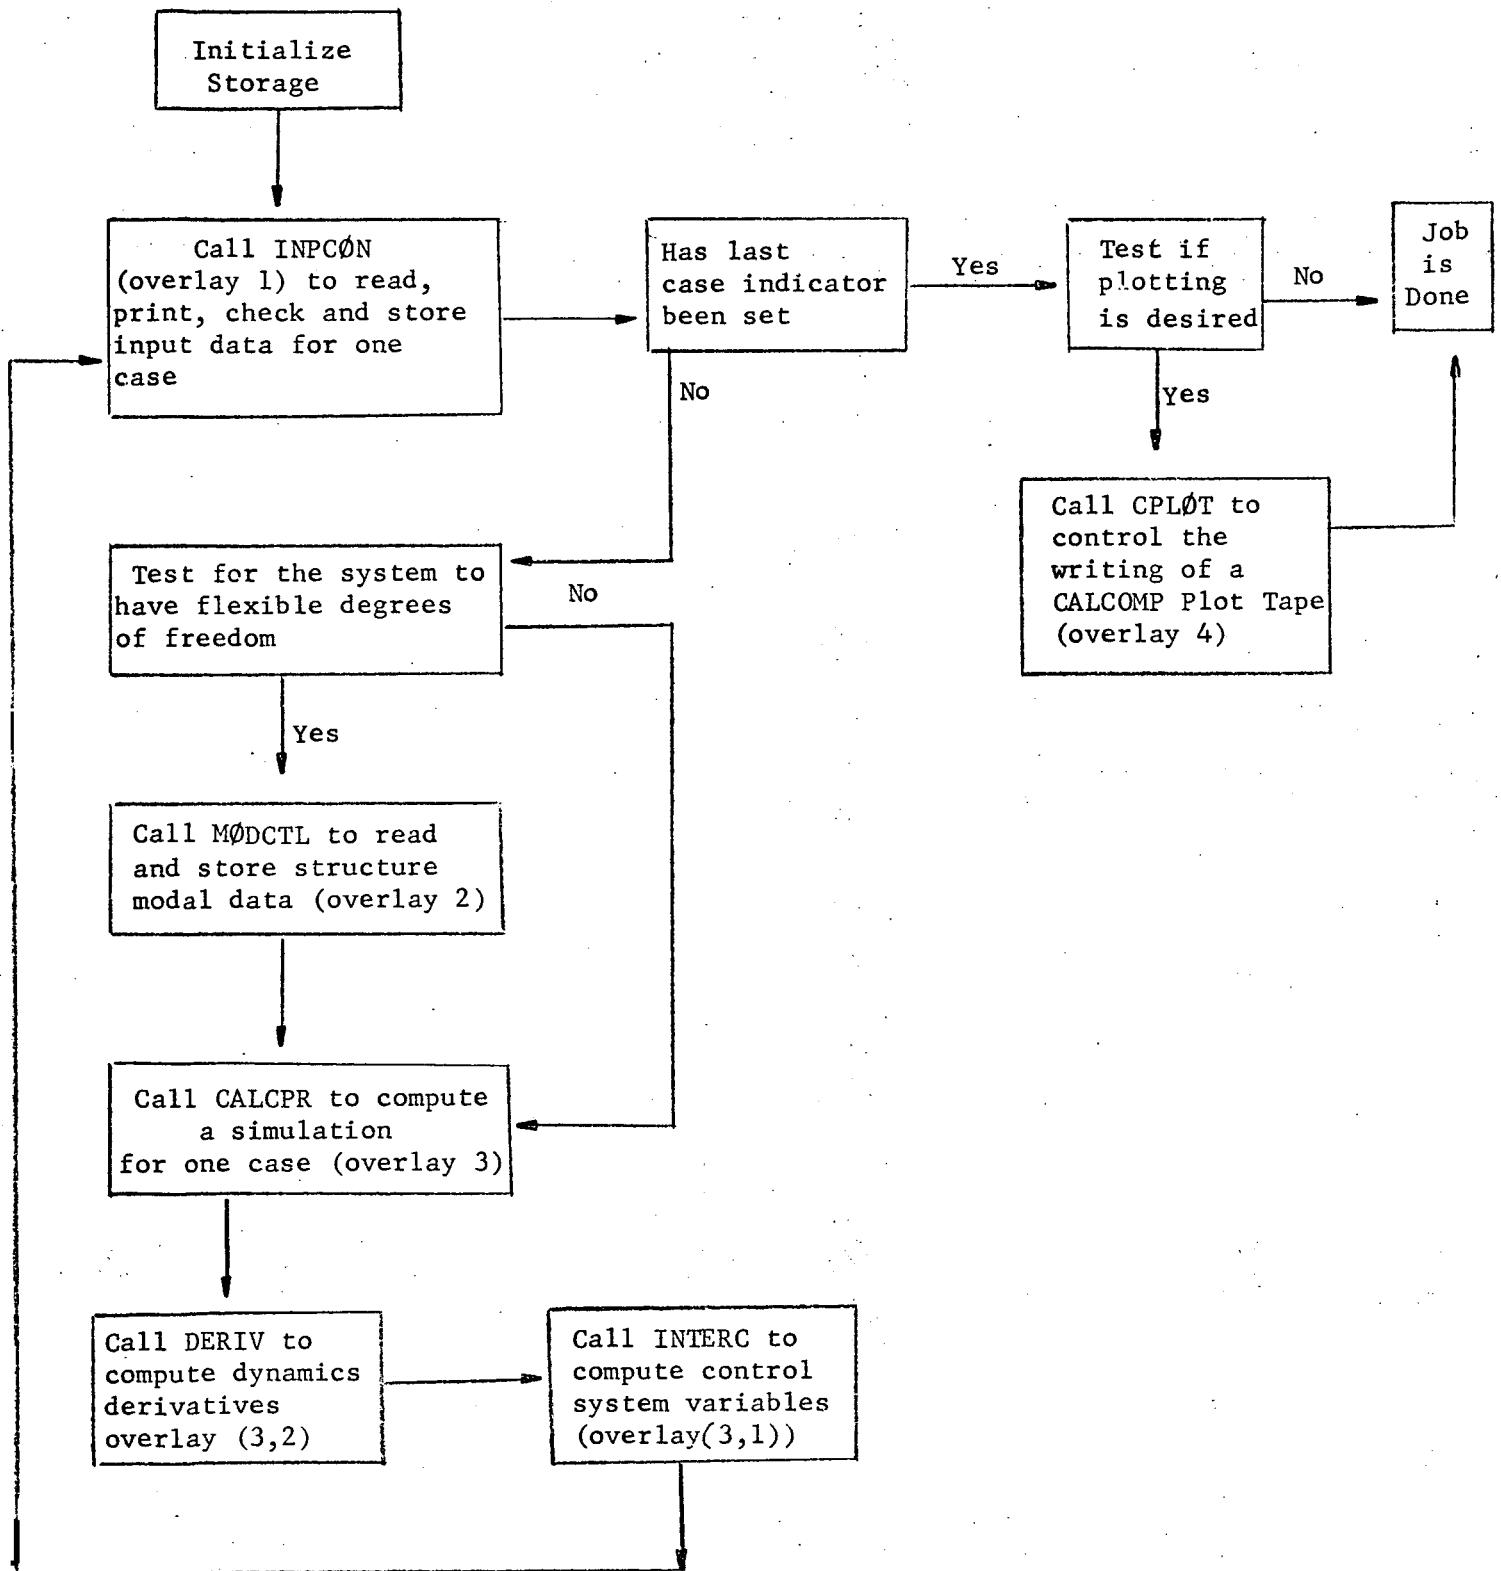 Initialize
Storage
Call INPCØN
(overlay 1) to read,
print, check and store
input data for one
case
Has last
case indicator
been set
Yes
Test if
plotting
is desired
No
Job
is
Done
No
Yes
Call CPLØT to
control the
writing of a
CALCOMP Plot Tape
(overlay 4)
Test for the system to
have flexible degrees
of freedom
No
Yes
Call MØDCTL to read
and store structure
modal data (overlay 2)
Call CALCPR to compute
a simulation
for one case (overlay 3)
Call DERIV to
compute dynamics
derivatives
overlay (3,2)
Call INTERC to
compute control
system variables
(overlay(3,1))